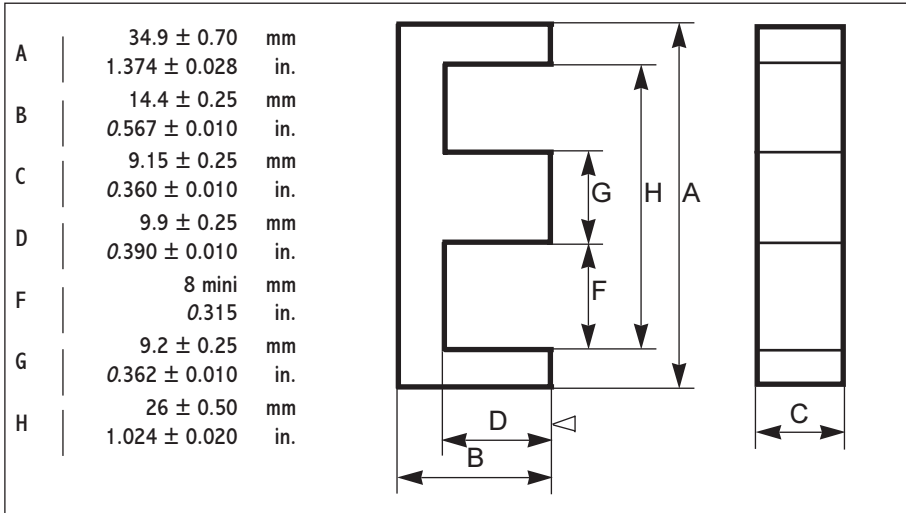 A 34.9 ± 0.70 mm
1.374 ± 0.028 in.
B 14.4 ± 0.25 mm
0.567 ± 0.010 in.
C 9.15 ± 0.25 mm
0.360 ± 0.010 in.
D 9.9 ± 0.25 mm
0.390 ± 0.010 in.
F 8 mini mm
0.315 in.
G 9.2 ± 0.25 mm
0.362 ± 0.010 in.
H 26 ± 0.50 mm
1.024 ± 0.020 in.
G H A
F
D
B
C